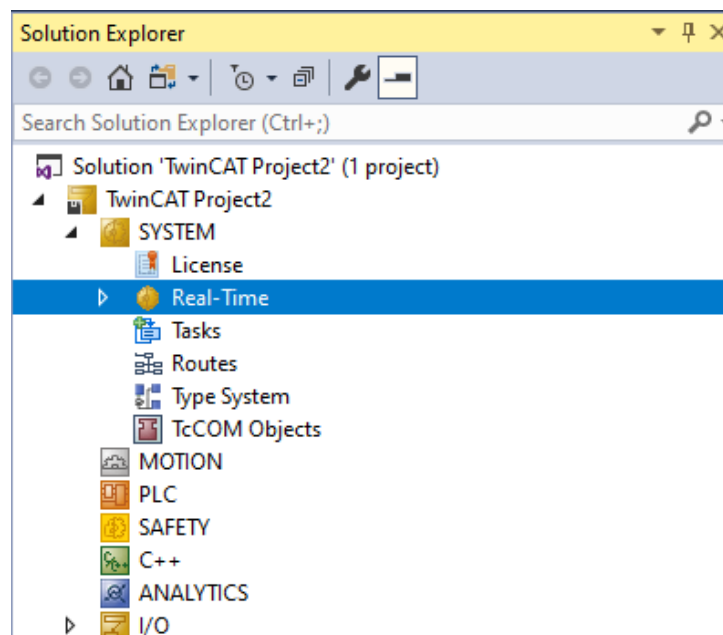 Solution Explorer
Search Solution Explorer (Ctrl+;)
Solution 'TwinCAT Project2' (1 project)
TwinCAT Project2
SYSTEM
License
Real-Time
Tasks
Routes
Type System
TcCOM Objects
MOTION
PLC
SAFETY
C++
ANALYTICS
I/O